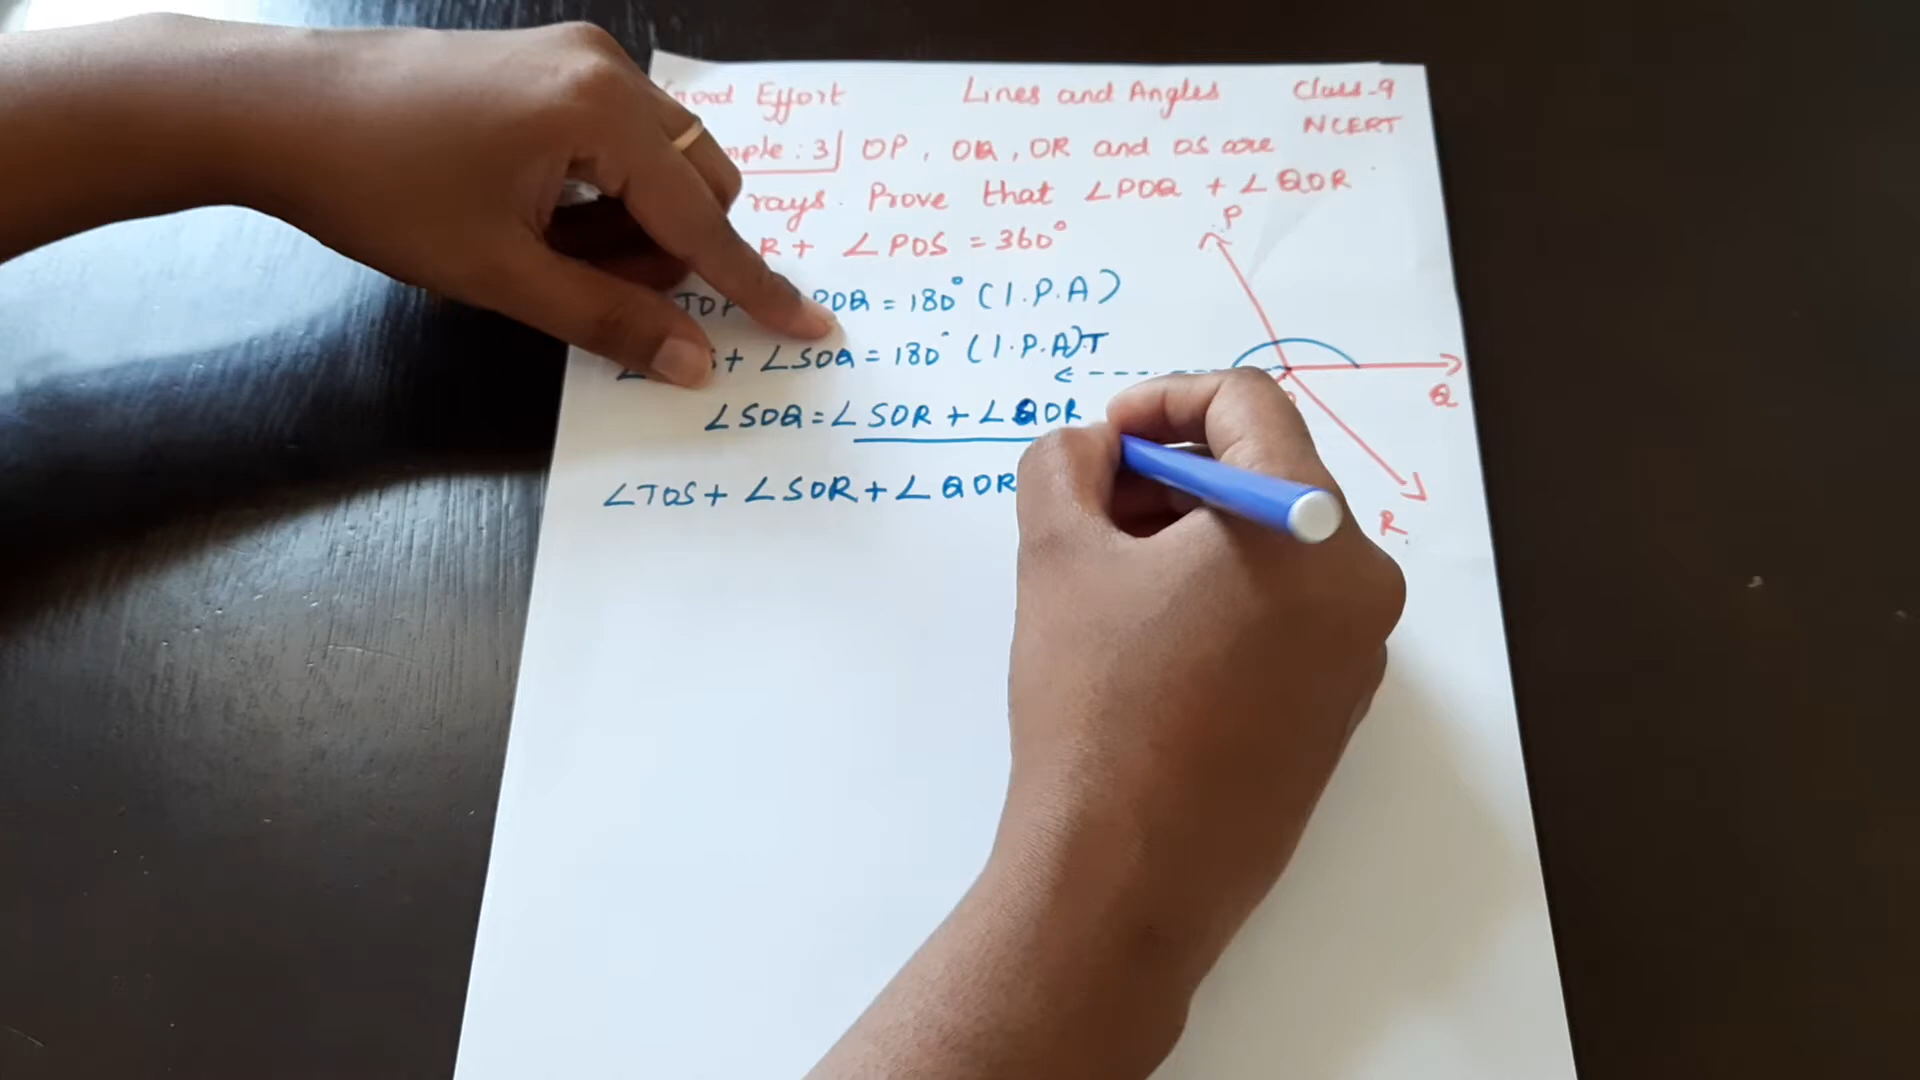 Effort Lines and Angles Class-9
NCERT
3) OP, OQ, OR and OS are
rays. Prove that ∠POQ + ∠QOR
R + ∠POS = 360°
POQ = 180° (l.P.A)
+ ∠SOQ = 180° (l.P.A)
∠SOQ = ∠SOR + ∠QOR
∠TOS + ∠SOR + ∠QOR
P
T
Q
R